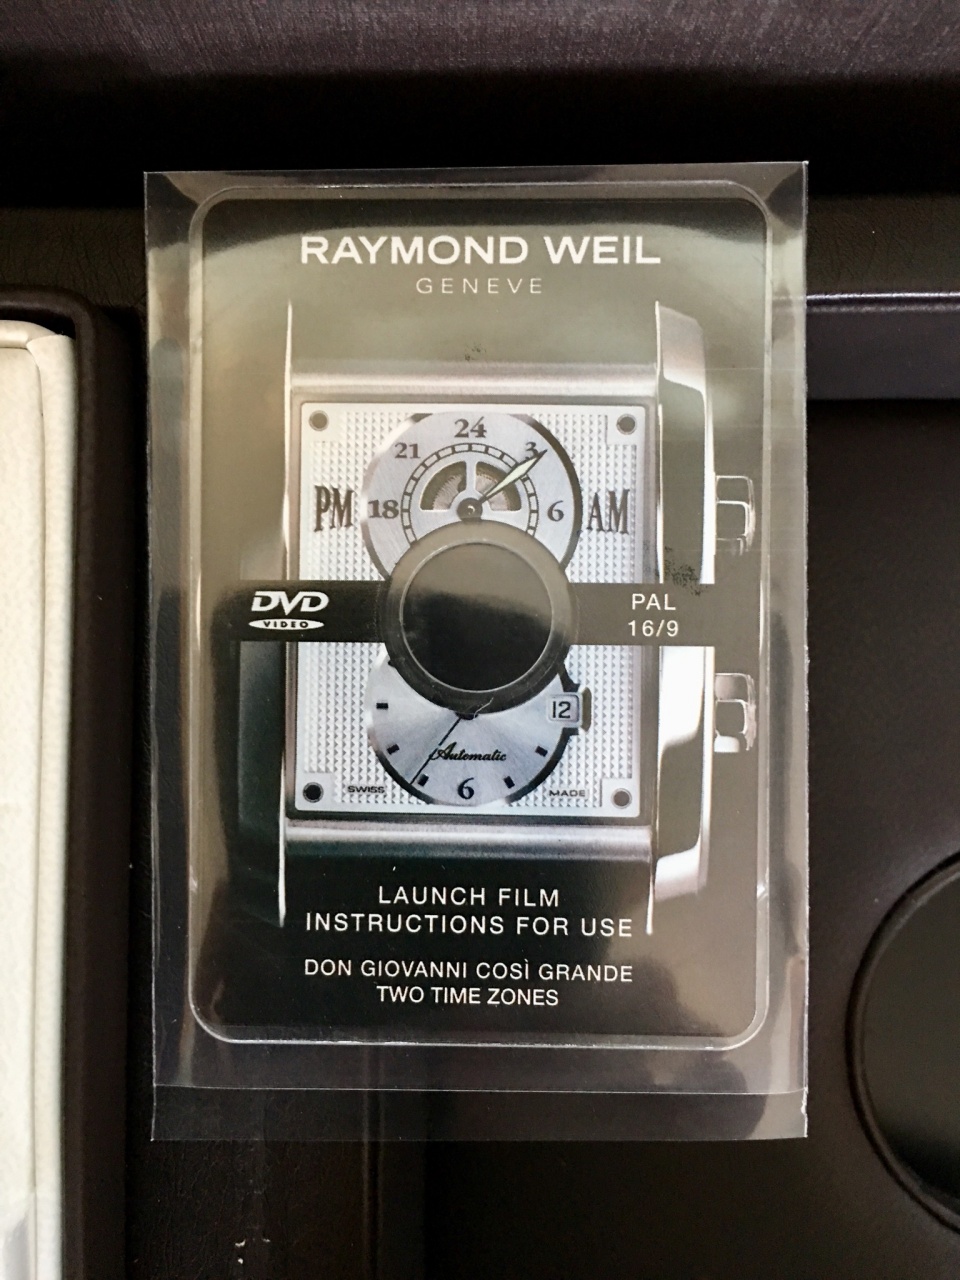 RAYMOND WEIL
GENEVE
24
21
3
PM
18
6
AM
DVD
VIDEO
PAL
16/9
12
Automatic
6
SWISS
MADE
LAUNCH FILM
INSTRUCTIONS FOR USE
DON GIOVANNI COSÌ GRANDE
TWO TIME ZONES